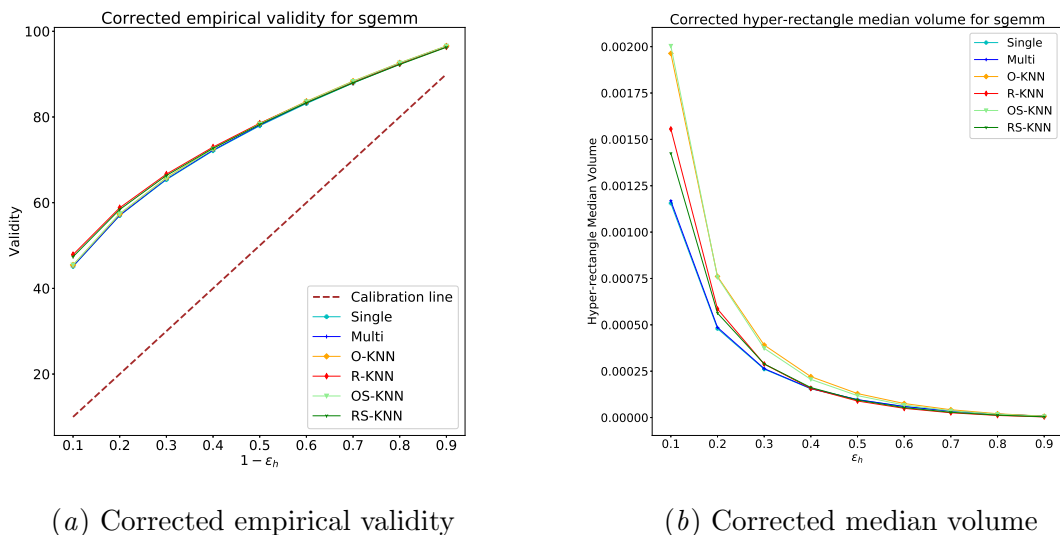 Corrected empirical validity for sgemm
100
80
60
40
20
Validity
0.1 0.2 0.3 0.4 0.5 0.6 0.7 0.8 0.9
1 − εh
Calibration line
Single
Multi
O-KNN
R-KNN
OS-KNN
RS-KNN
(a) Corrected empirical validity
Corrected hyper-rectangle median volume for sgemm
0.00200
0.00175
0.00150
0.00125
0.00100
0.00075
0.00050
0.00025
0.00000
Hyper-rectangle Median Volume
0.1 0.2 0.3 0.4 0.5 0.6 0.7 0.8 0.9
εh
Single
Multi
O-KNN
R-KNN
OS-KNN
RS-KNN
(b) Corrected median volume